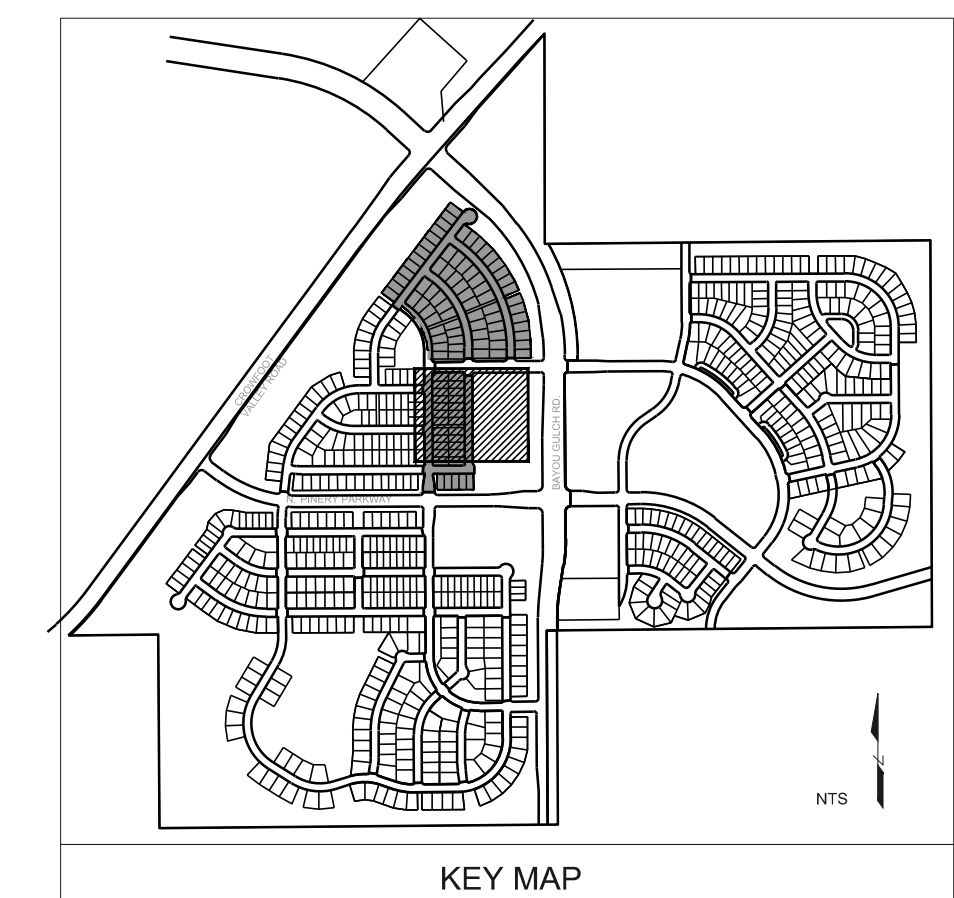 CROWFOOT
VALLEY ROAD
BAYOU GULCH RD.
N. PINERY PARKWAY
N
NTS
KEY MAP